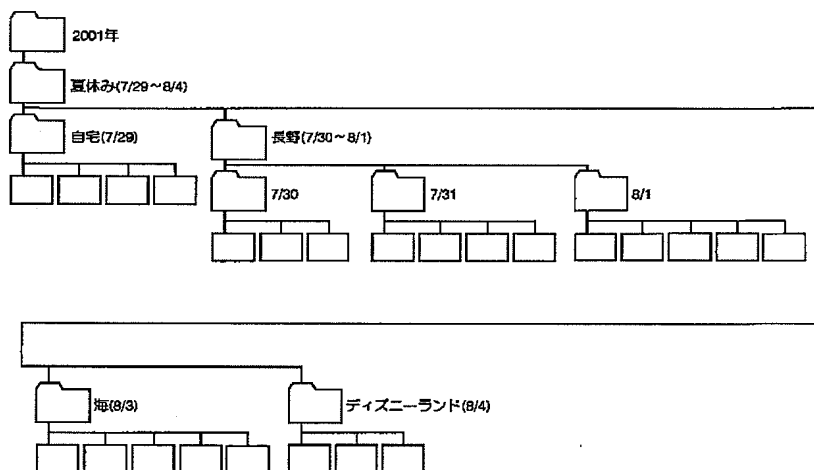 2001年
夏休み(7/29～8/4)
自宅(7/29)
長野(7/30～8/1)
7/30
7/31
8/1
海(8/3)
ディズニーランド(8/4)